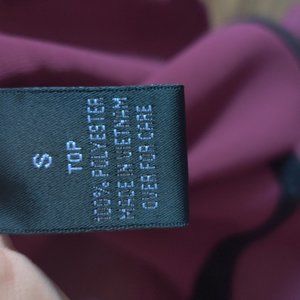 S
TOP
100% POLYESTER
MADE IN VIETNAM
OVER FOR CARE